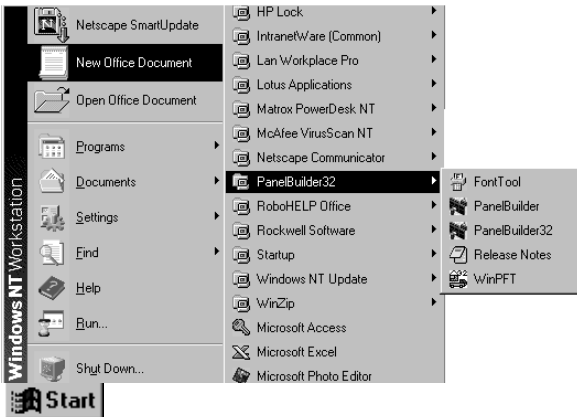 Netscape SmartUpdate
New Office Document
Open Office Document
Programs
Documents
Settings
Find
Help
Run...
Shut Down...
Windows NT Workstation
Start
HP Lock
IntranetWare (Common)
Lan Workplace Pro
Lotus Applications
Matrox PowerDesk NT
McAfee VirusScan NT
Netscape Communicator
PanelBuilder32
RoboHELP Office
Rockwell Software
Startup
Windows NT Update
WinZip
Microsoft Access
Microsoft Excel
Microsoft Photo Editor
FontTool
PanelBuilder
PanelBuilder32
Release Notes
WinPFT